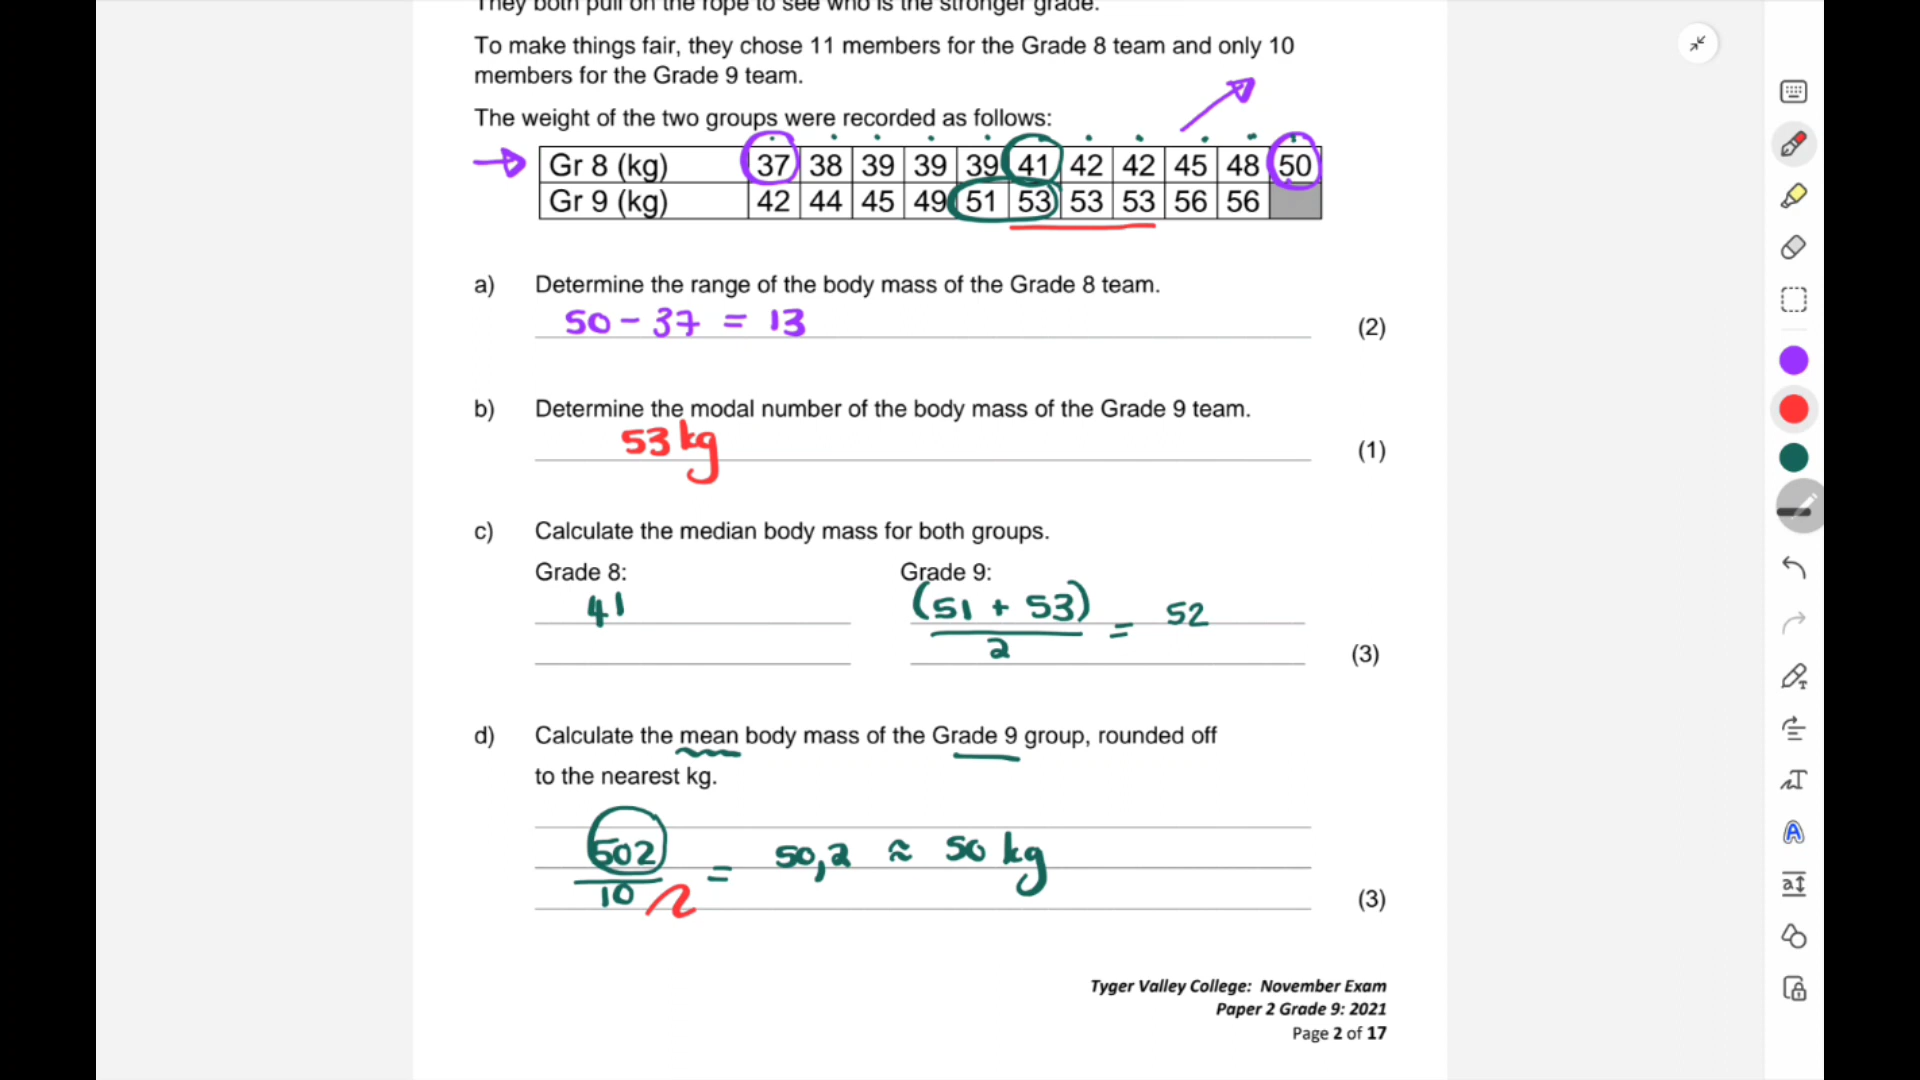 They both pull on the rope to see who is the stronger grade.
To make things fair, they chose 11 members for the Grade 8 team and only 10
members for the Grade 9 team.
The weight of the two groups were recorded as follows:
Gr 8 (kg) 37 38 39 39 39 41 42 42 45 48 50
Gr 9 (kg) 42 44 45 49 51 53 53 53 56 56
a) Determine the range of the body mass of the Grade 8 team.
50 - 37 = 13
(2)
b) Determine the modal number of the body mass of the Grade 9 team.
53 kg
(1)
c) Calculate the median body mass for both groups.
Grade 8: Grade 9:
41 (51 + 53) = 52
2
(3)
d) Calculate the mean body mass of the Grade 9 group, rounded off
to the nearest kg.
502 = 50,2 ≈ 50 kg
10
(3)
Tyger Valley College: November Exam
Paper 2 Grade 9: 2021
Page 2 of 17